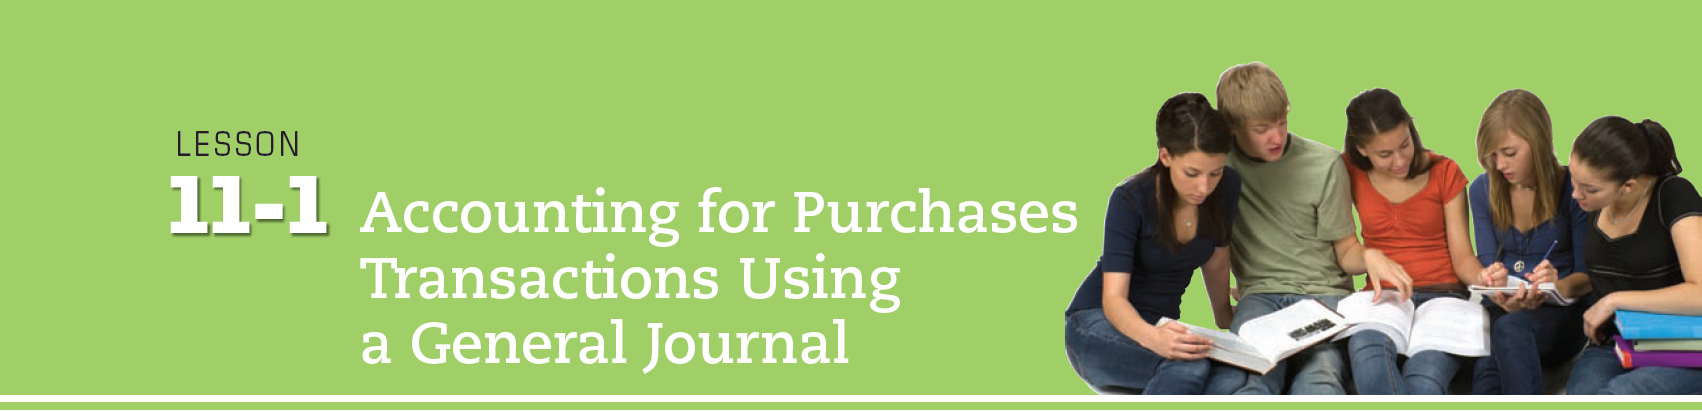 LESSON
11-1
Accounting for Purchases
Transactions Using
a General Journal